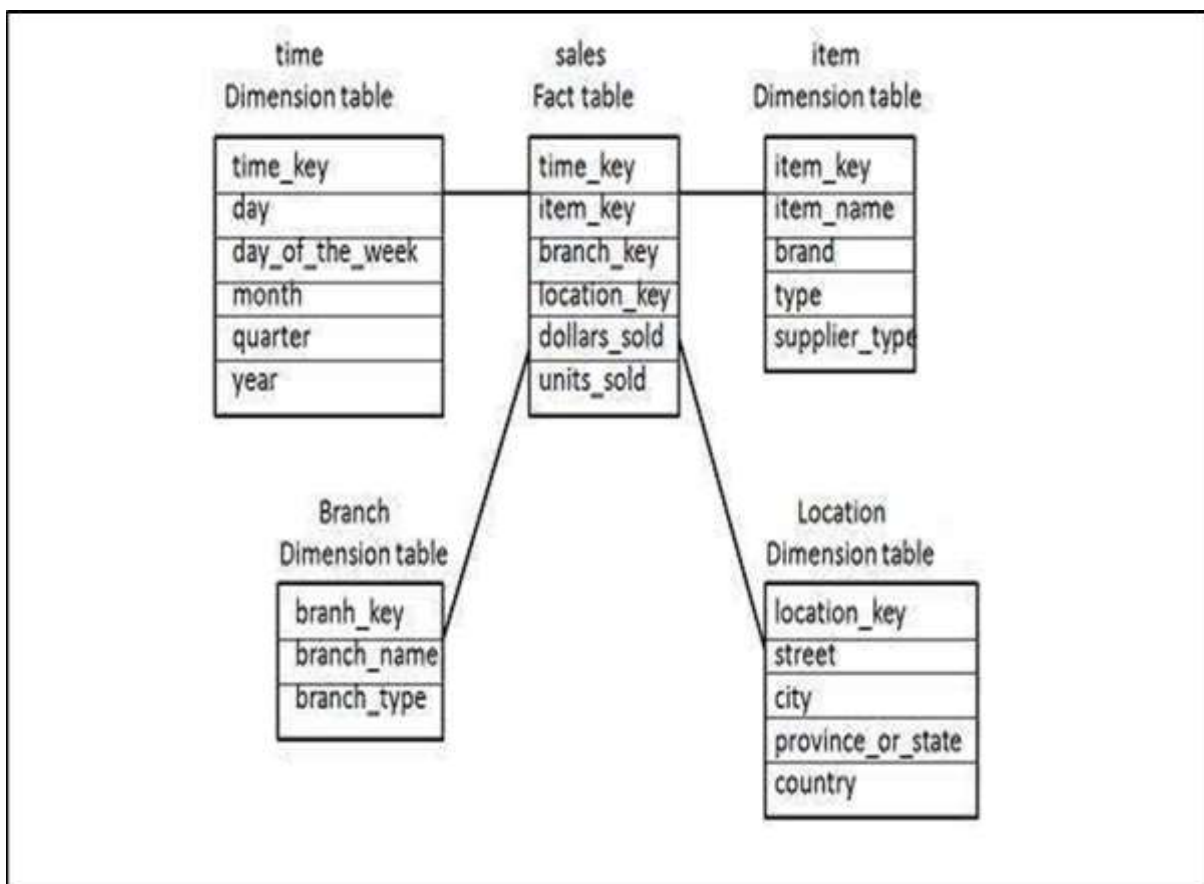 time
Dimension table
time_key
day
day_of_the_week
month
quarter
year
sales
Fact table
time_key
item_key
branch_key
location_key
dollars_sold
units_sold
item
Dimension table
item_key
item_name
brand
type
supplier_type
Branch
Dimension table
branh_key
branch_name
branch_type
Location
Dimension table
location_key
street
city
province_or_state
country